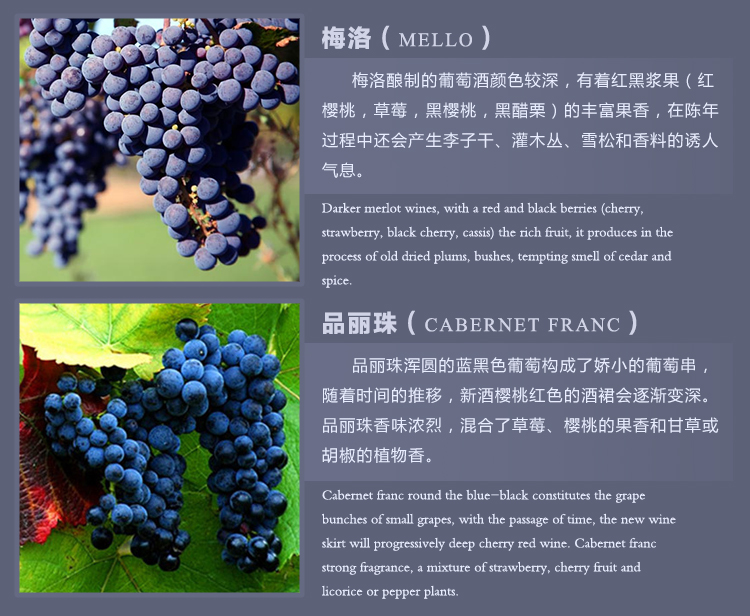 梅洛（MELLO）
梅洛酿制的葡萄酒颜色较深，有着红黑浆果（红
樱桃，草莓，黑樱桃，黑醋栗）的丰富果香，在陈年
过程中还会产生李子干、灌木丛、雪松和香料的诱人
气息。
Darker merlot wines, with a red and black berries (cherry,
strawberry, black cherry, cassis) the rich fruit, it produces in the
process of old dried plums, bushes, tempting smell of cedar and
spice.
品丽珠（CABERNET FRANC）
品丽珠浑圆的蓝黑色葡萄构成了娇小的葡萄串，
随着时间的推移，新酒樱桃红色的酒裙会逐渐变深。
品丽珠香味浓烈，混合了草莓、樱桃的果香和甘草或
胡椒的植物香。
Cabernet franc round the blue-black constitutes the grape
bunches of small grapes, with the passage of time, the new wine
skirt will progressively deep cherry red wine. Cabernet franc
strong fragrance, a mixture of strawberry, cherry fruit and
licorice or pepper plants.